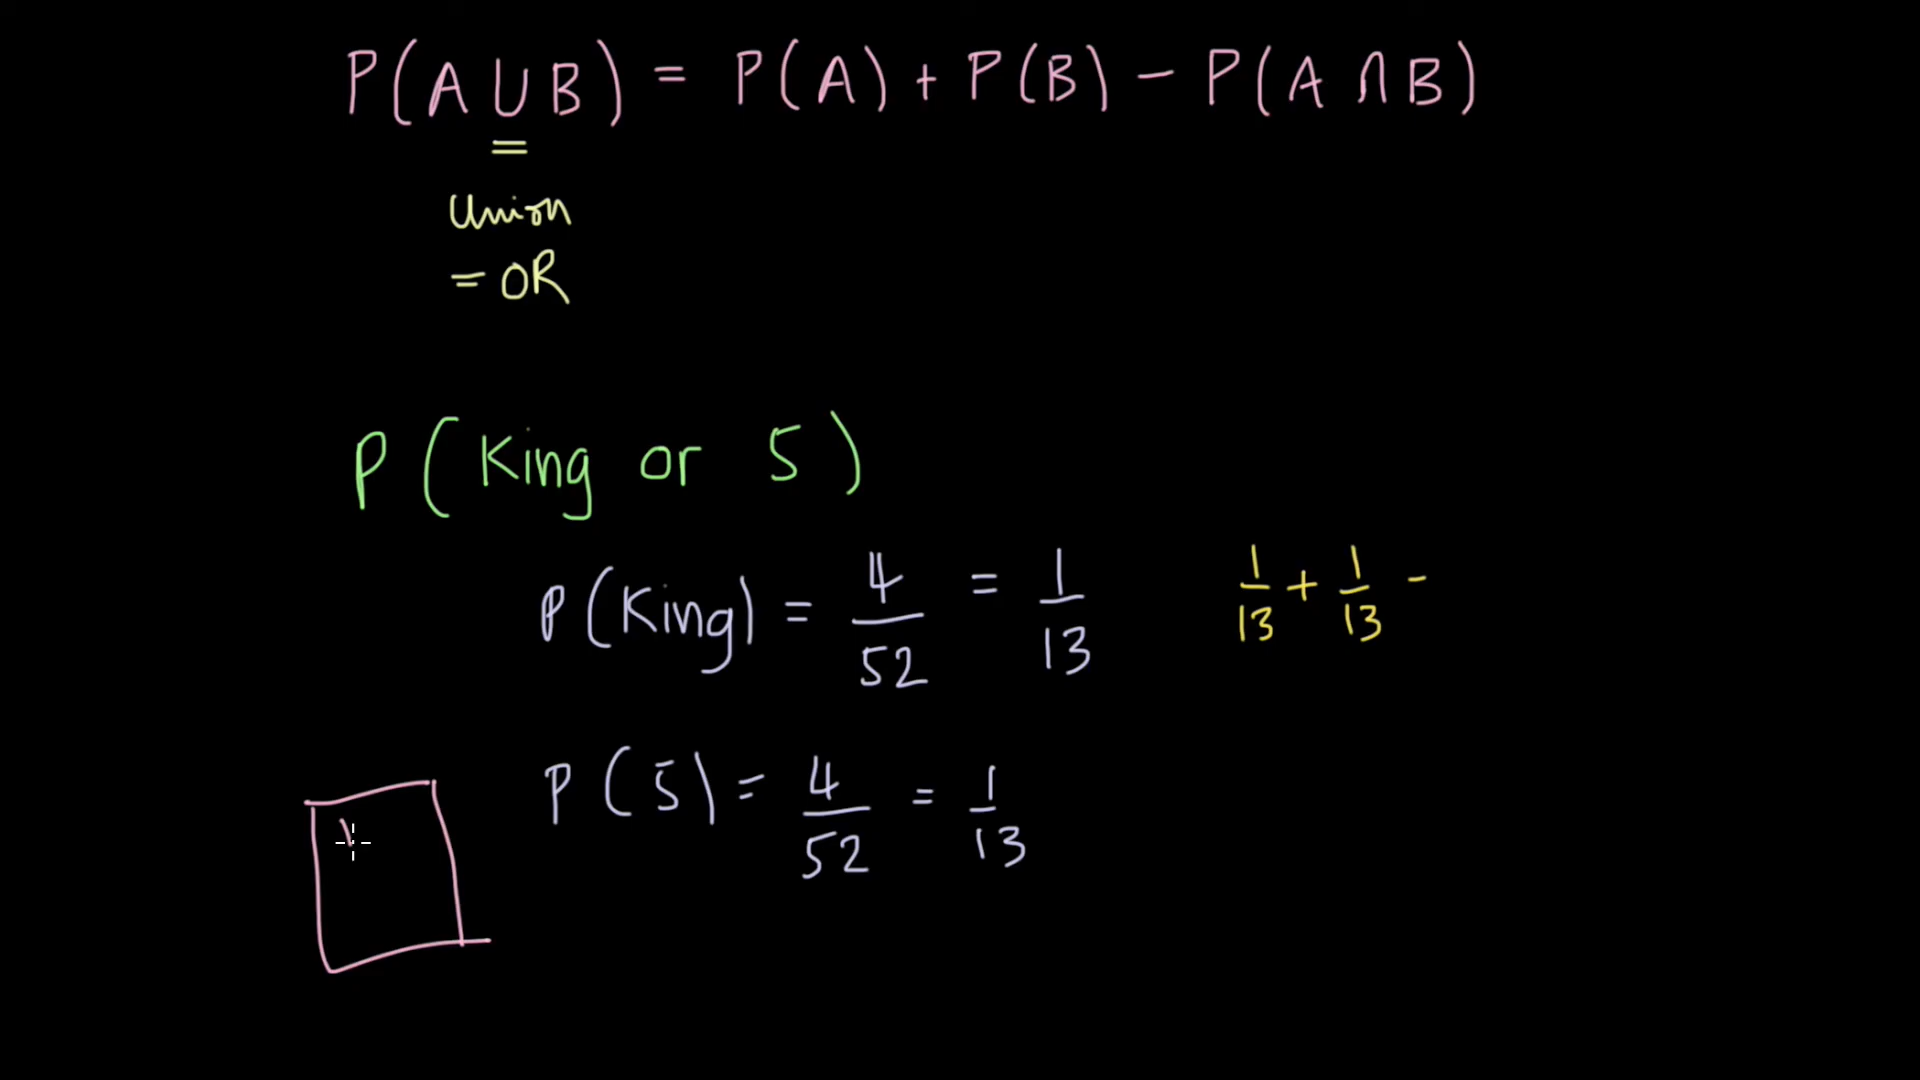 P(A ∪ B) = P(A) + P(B) - P(A ∩ B)
=
Union
= OR
P(King or 5)
P(King) = 4/52 = 1/13
1/13 + 1/13 -
P(5) = 4/52 = 1/13